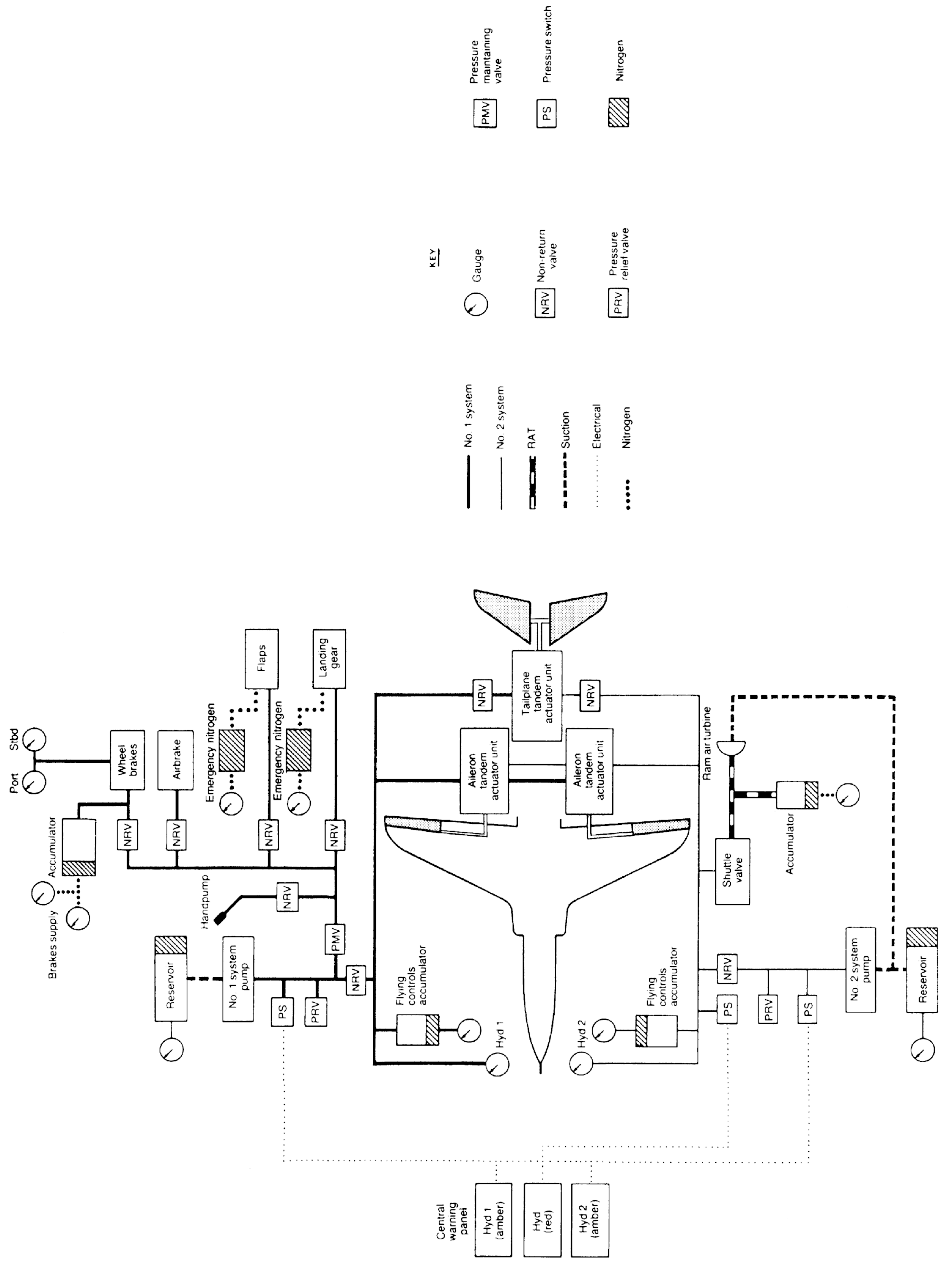 Port
Stbd
Brakes supply
Accumulator
Wheel
brakes
Airbrake
Emergency nitrogen
Flaps
Emergency nitrogen
Landing
gear
NRV
NRV
NRV
NRV
Handpump
NRV
PMV
Reservoir
No. 1 system
pump
PS
PRV
NRV
Flying
controls
accumulator
Hyd 1
NRV
Aileron
tandem
actuator unit
Tailplane
tandem
actuator unit
Aileron
tandem
actuator unit
NRV
Hyd 2
Flying
controls
accumulator
PS
NRV
PRV
PS
No. 2 system
pump
Reservoir
Ram air turbine
Shuttle
valve
Accumulator
Central
warning
panel
Hyd 1
(amber)
Hyd
(red)
Hyd 2
(amber)
KEY
No. 1 system
No. 2 system
RAT
Suction
Electrical
Nitrogen
Gauge
NRV
Non-return
valve
PRV
Pressure
relief valve
PMV
Pressure
maintaining
valve
PS
Pressure switch
Nitrogen